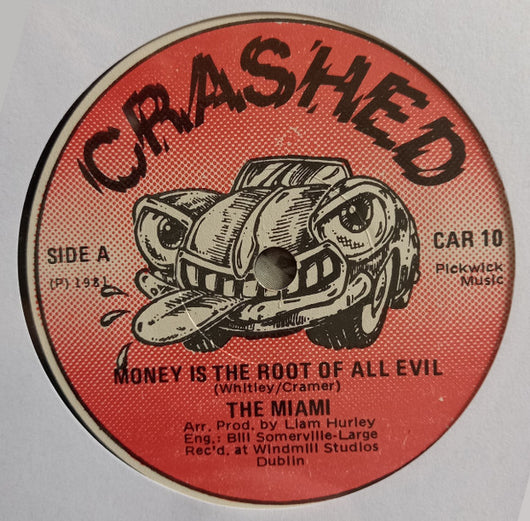 CRASHED
SIDE A
CAR 10
(P) 198
Pickwick
Music
MONEY IS THE ROOT OF ALL EVIL
(Whitley/Cramer)
THE MIAMI
Arr. Prod. by Liam Hurley
Eng.: Bill Somerville-Large
Rec'd. at Windmill Studios
Dublin